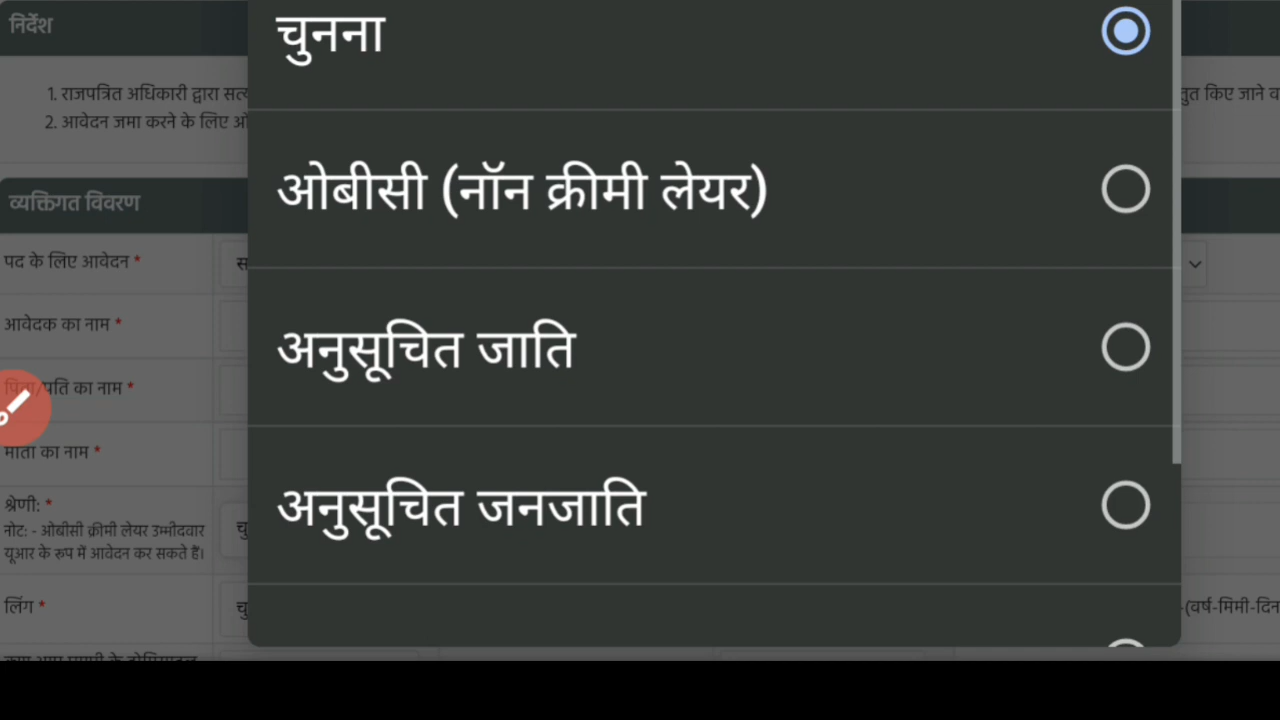 निर्देश
1. राजपत्रित अधिकारी द्वारा
तुत किए जाने
2. आवेदन जमा करने के लिए
व्यक्तिगत विवरण
पद के लिए आवेदन *
आवेदक का नाम *
पिता/पति का नाम *
माता का नाम *
श्रेणी: *
नोट: - ओबीसी क्रीमी लेयर उम्मीदवार
यूआर के रूप में आवेदन कर सकते हैं।
लिंग *
-(वर्ष-मिमी-दिन
चुनना
ओबीसी (नॉन क्रीमी लेयर)
अनुसूचित जाति
अनुसूचित जनजाति